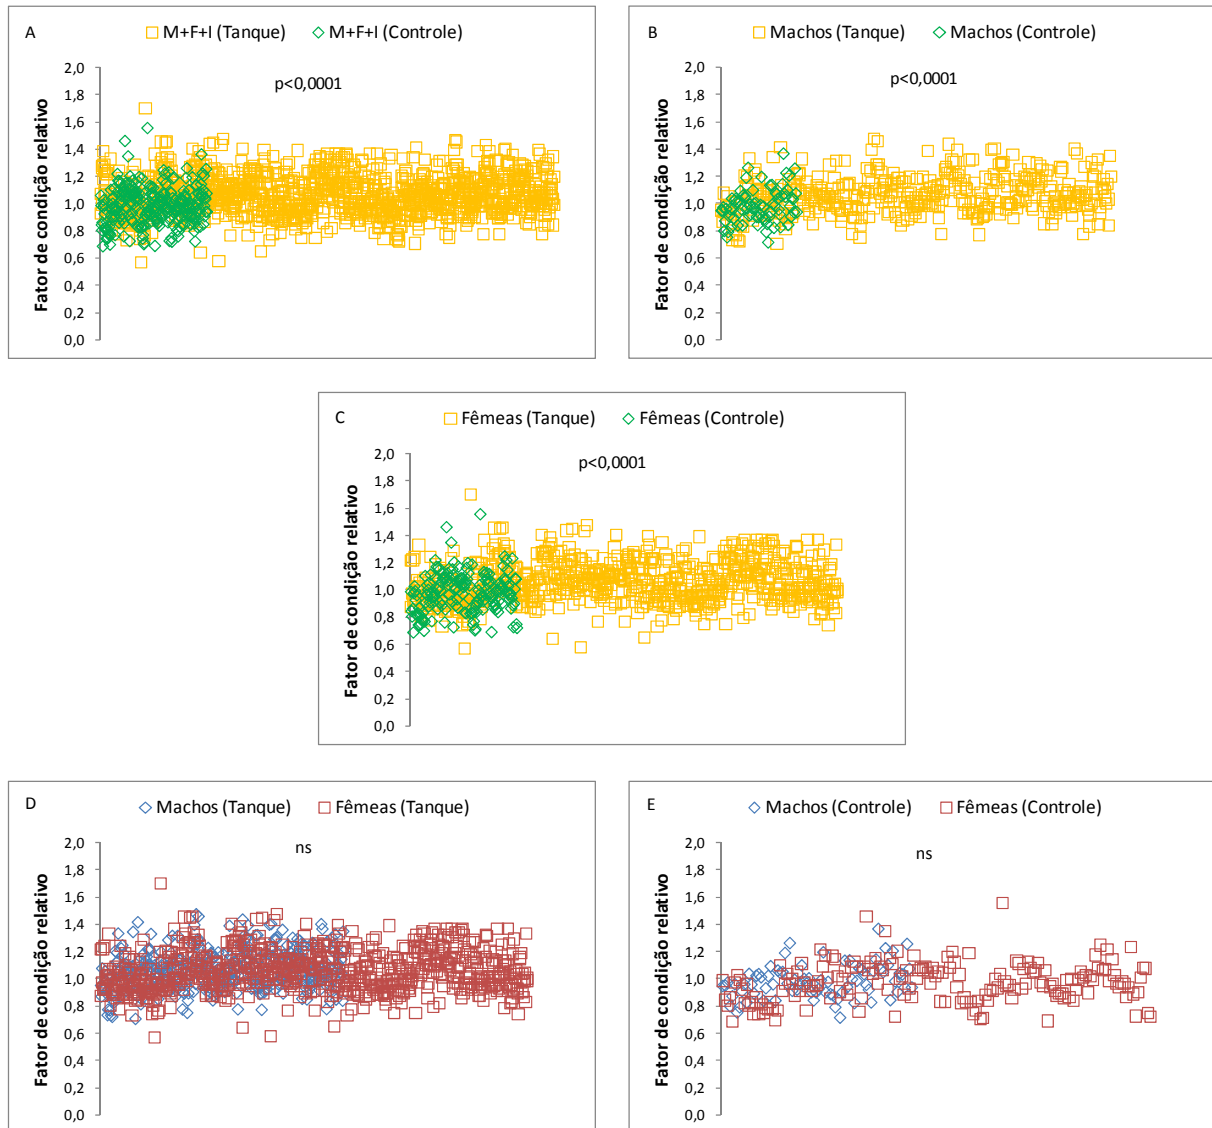 A
M+F+I (Tanque) M+F+I (Controle)
p<0,0001
Fator de condição relativo
2,0
1,8
1,6
1,4
1,2
1,0
0,8
0,6
0,4
0,2
0,0
B
Machos (Tanque) Machos (Controle)
p<0,0001
Fator de condição relativo
2,0
1,8
1,6
1,4
1,2
1,0
0,8
0,6
0,4
0,2
0,0
C
Fêmeas (Tanque) Fêmeas (Controle)
p<0,0001
Fator de condição relativo
2,0
1,8
1,6
1,4
1,2
1,0
0,8
0,6
0,4
0,2
0,0
D
Machos (Tanque) Fêmeas (Tanque)
ns
Fator de condição relativo
2,0
1,8
1,6
1,4
1,2
1,0
0,8
0,6
0,4
0,2
0,0
E
Machos (Controle) Fêmeas (Controle)
ns
Fator de condição relativo
2,0
1,8
1,6
1,4
1,2
1,0
0,8
0,6
0,4
0,2
0,0